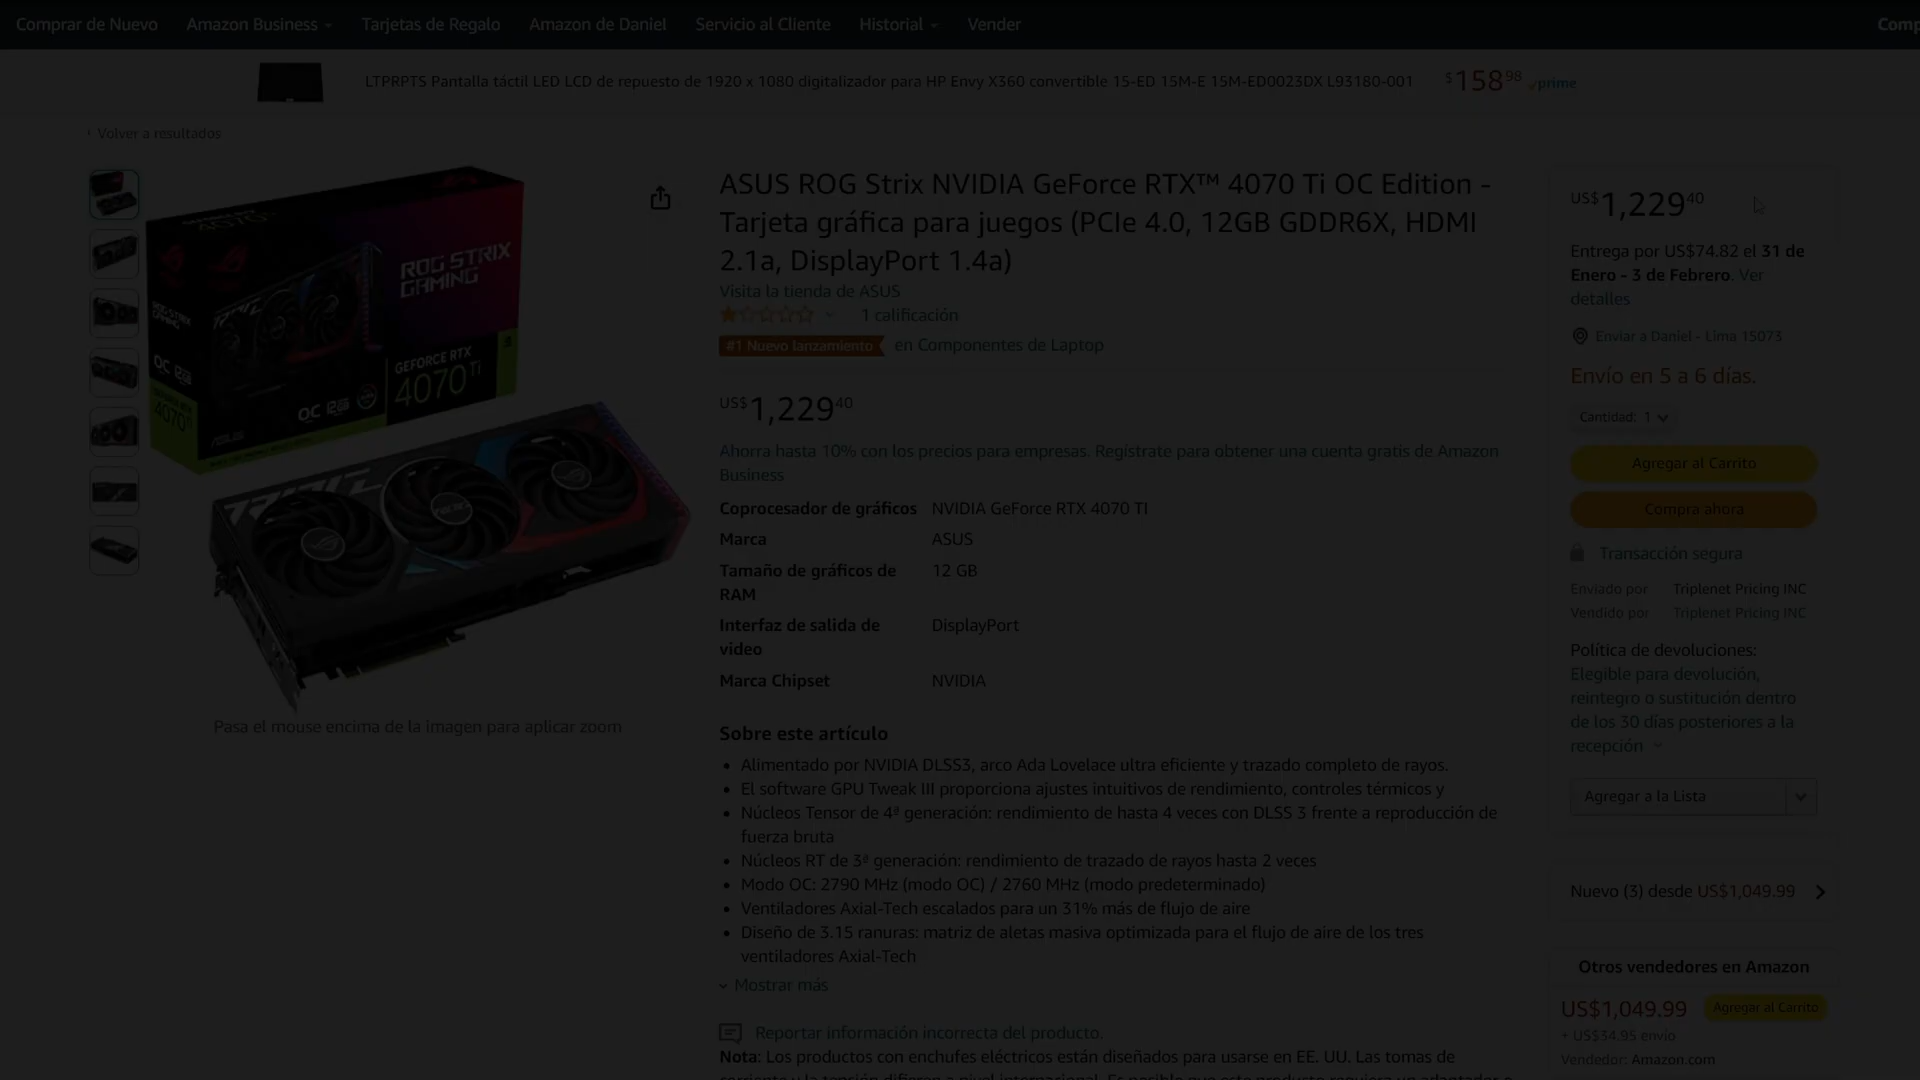 Comprar de Nuevo Amazon Business Tarjetas de Regalo Amazon de Daniel Servicio al Cliente Historial Vender
LTPRPTS Pantalla táctil LED LCD de repuesto de 1920 x 1080 digitalizador para HP Envy X360 convertible 15-ED 15M-E 15M-ED0023DX L93180-001 $158.98 prime
Volver a resultados
ROG STRIX
GAMING
GEFORCE RTX
4070 Ti
OC 12GB
Pasa el mouse encima de la imagen para aplicar zoom
ASUS ROG Strix NVIDIA GeForce RTX™ 4070 Ti OC Edition -
Tarjeta gráfica para juegos (PCIe 4.0, 12GB GDDR6X, HDMI
2.1a, DisplayPort 1.4a)
Visita la tienda de ASUS
1 calificación
#1 Nuevo lanzamiento en Componentes de Laptop
US$1,229.40
Ahorra hasta 10% con los precios para empresas. Regístrate para obtener una cuenta gratis de Amazon
Business
Coprocesador de gráficos NVIDIA GeForce RTX 4070 TI
Marca ASUS
Tamaño de gráficos de 12 GB
RAM
Interfaz de salida de DisplayPort
video
Marca Chipset NVIDIA
Sobre este artículo
• Alimentado por NVIDIA DLSS3, arco Ada Lovelace ultra eficiente y trazado completo de rayos.
• El software GPU Tweak III proporciona ajustes intuitivos de rendimiento, controles térmicos y
• Núcleos Tensor de 4ª generación: rendimiento de hasta 4 veces con DLSS 3 frente a reproducción de
fuerza bruta
• Núcleos RT de 3ª generación: rendimiento de trazado de rayos hasta 2 veces
• Modo OC: 2790 MHz (modo OC) / 2760 MHz (modo predeterminado)
• Ventiladores Axial-Tech escalados para un 31% más de flujo de aire
• Diseño de 3.15 ranuras: matriz de aletas masiva optimizada para el flujo de aire de los tres
ventiladores Axial-Tech
Mostrar más
Reportar información incorrecta del producto.
Nota: Los productos con enchufes eléctricos están diseñados para usarse en EE. UU. Las tomas de
US$1,229.40
Entrega por US$74.82 el 31 de
Enero - 3 de Febrero. Ver
detalles
Enviar a Daniel - Lima 15073
Envío en 5 a 6 días.
Cantidad: 1
Agregar al Carrito
Compra ahora
Transacción segura
Enviado por Triplenet Pricing INC
Vendido por Triplenet Pricing INC
Política de devoluciones:
Elegible para devolución,
reintegro o sustitución dentro
de los 30 días posteriores a la
recepción
Agregar a la Lista
Nuevo (3) desde US$1,049.99
Otros vendedores en Amazon
US$1,049.99 Agregar al Carrito
+ US$34.95 envío
Vendedor: Amazon.com